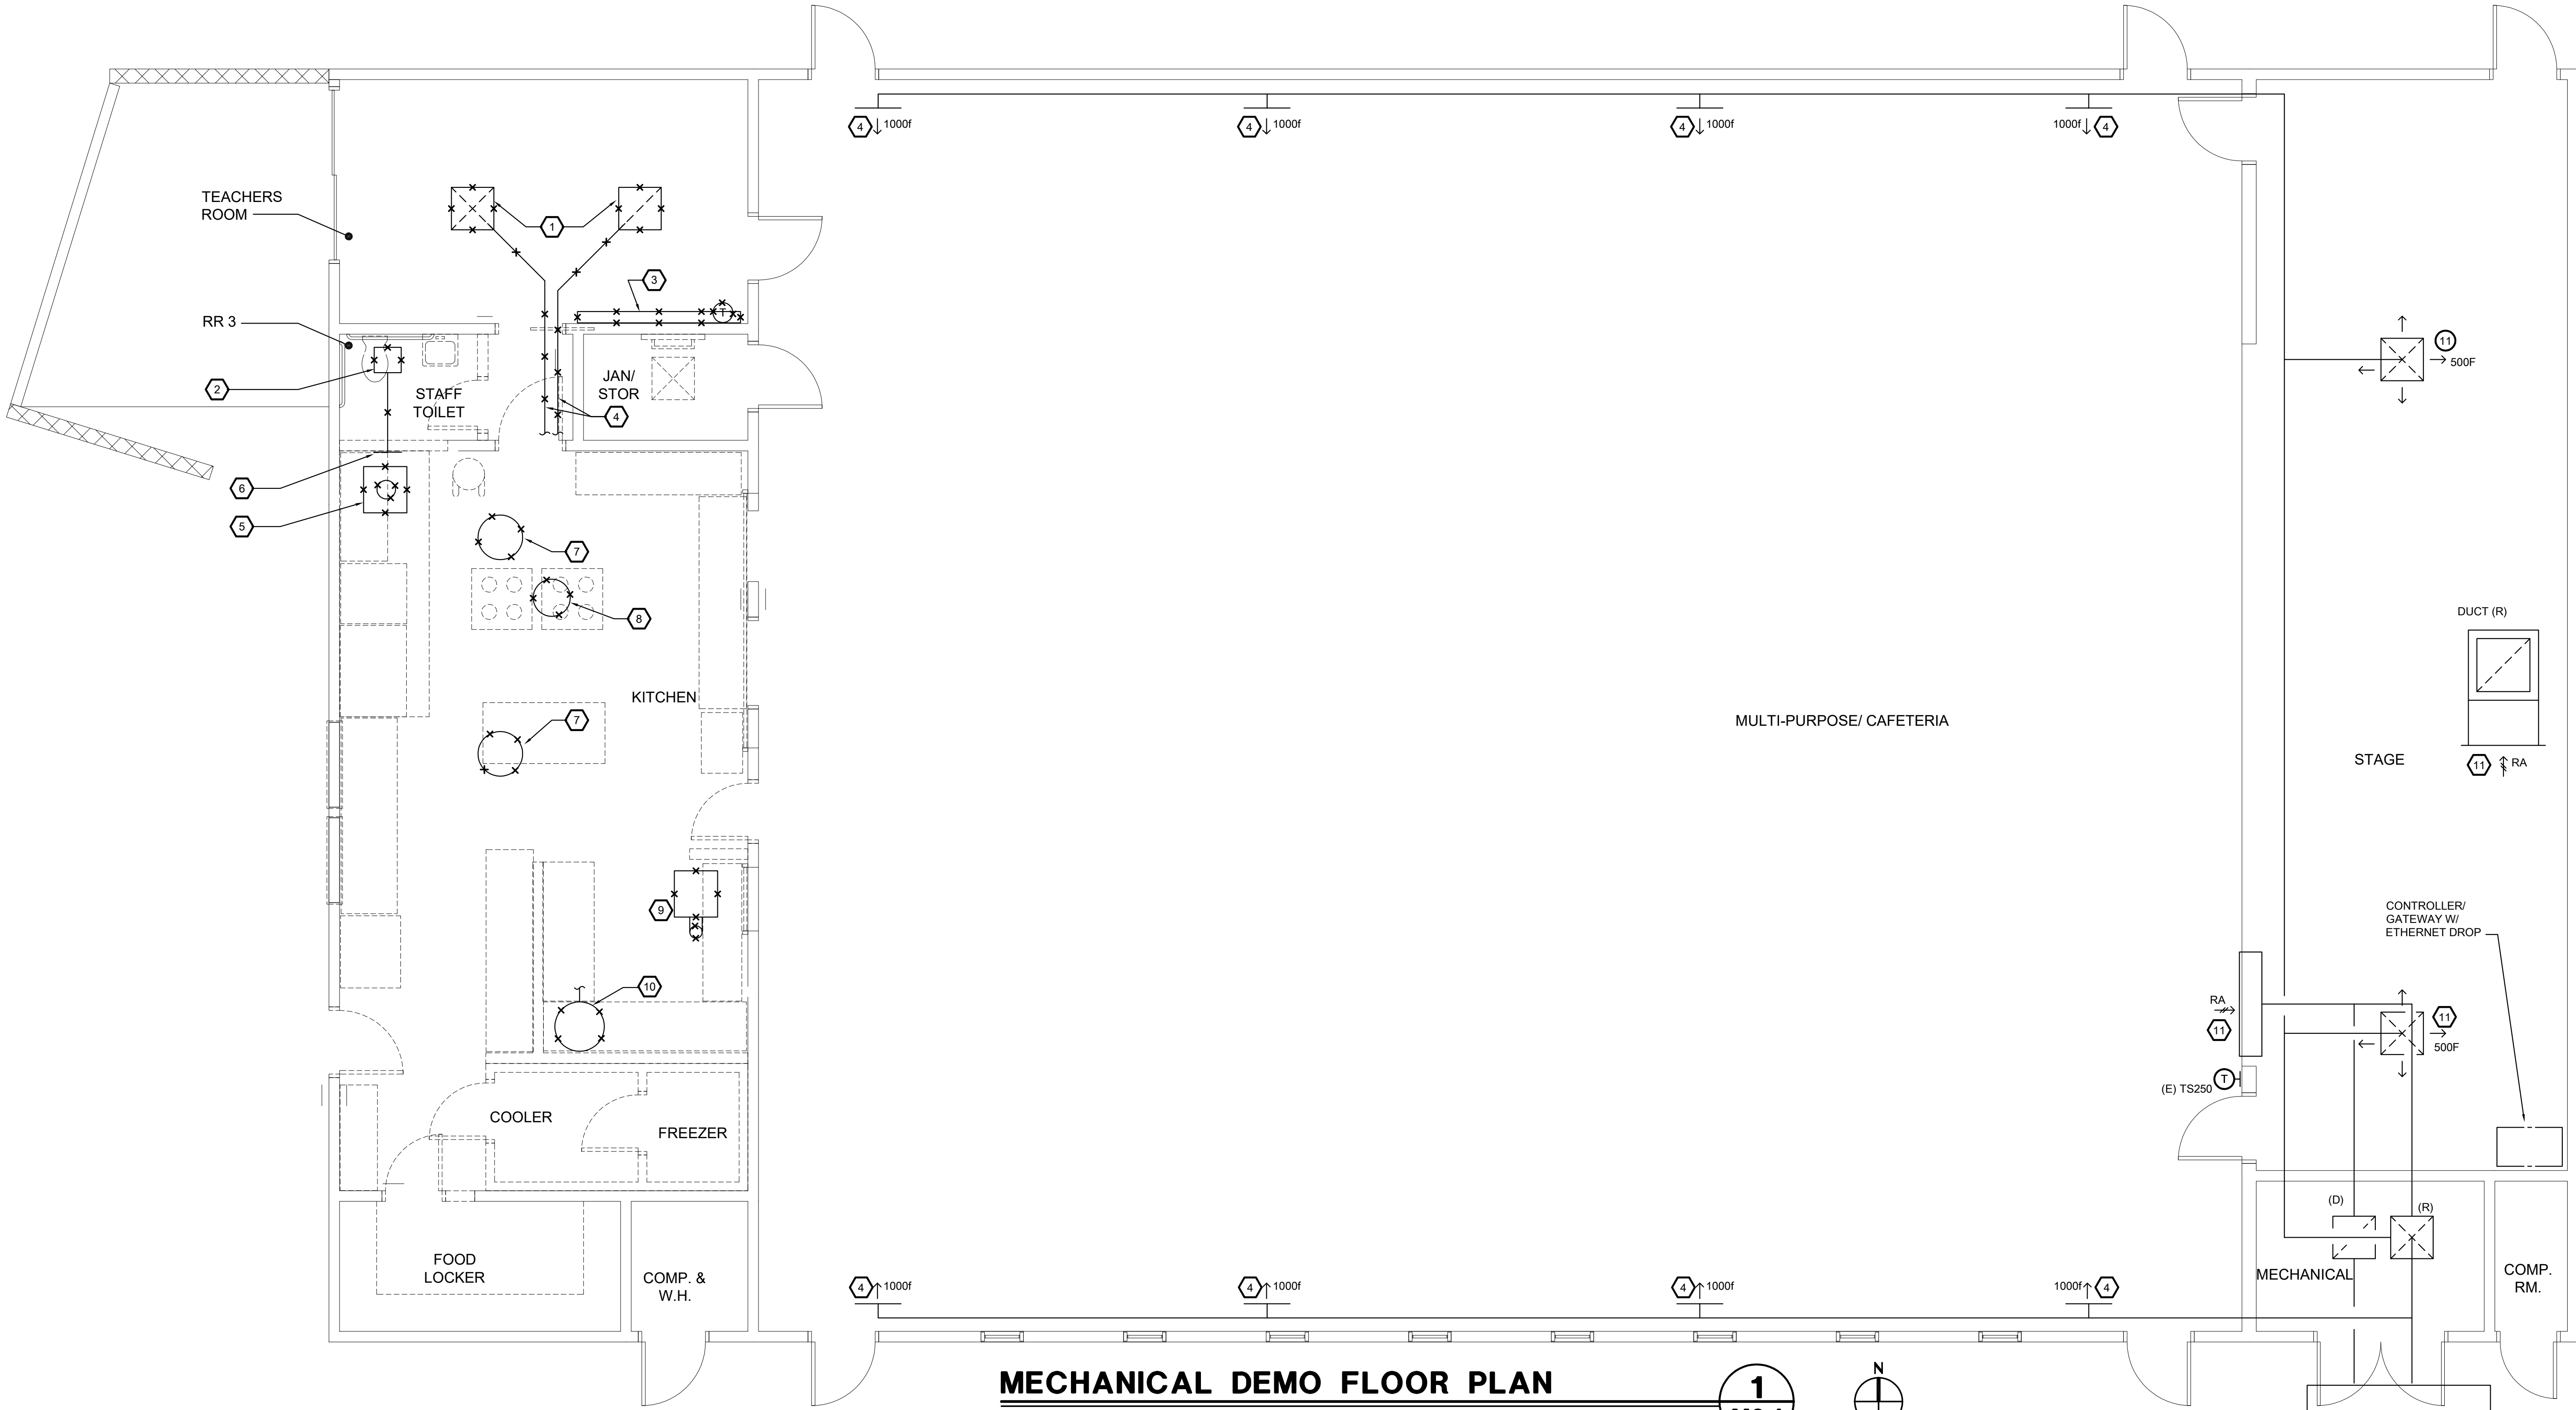 4
1000f
4
1000f
4
1000f
1000f
4
TEACHERS
ROOM
1
3
T
RR 3
2
STAFF
TOILET
JAN/
STOR
4
11
500F
6
5
7
8
KITCHEN
7
MULTI-PURPOSE/ CAFETERIA
DUCT (R)
STAGE
11
RA
9
CONTROLLER/
GATEWAY W/
ETHERNET DROP
10
RA
11
11
500F
(E) TS250
T
COOLER
FREEZER
(D)
(R)
FOOD
LOCKER
COMP. &
W.H.
4
1000f
4
1000f
4
1000f
1000f
4
MECHANICAL
COMP.
RM.
MECHANICAL DEMO FLOOR PLAN
1
N